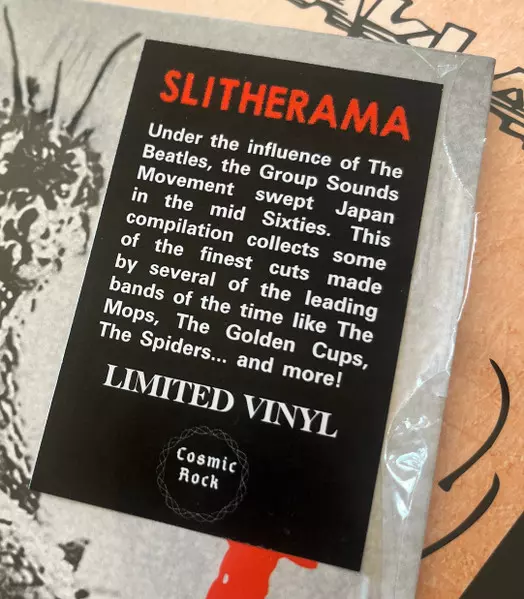 SLITHERAMA
Under the influence of The
Beatles, the Group Sounds
Movement swept Japan
in the mid Sixties. This
compilation collects some
of the finest cuts made
by several of the leading
bands of the time like The
Mops, The Golden Cups,
The Spiders... and more!
LIMITED VINYL
Cosmic
Rock